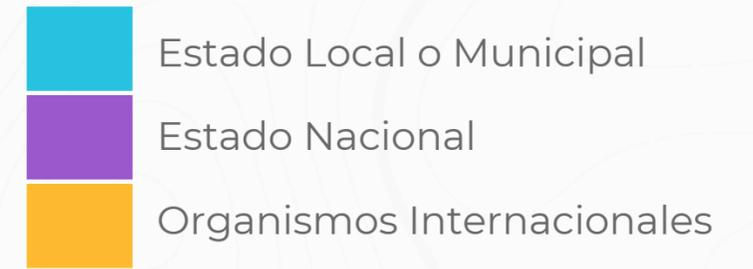 Estado Local o Municipal
Estado Nacional
Organismos Internacionales